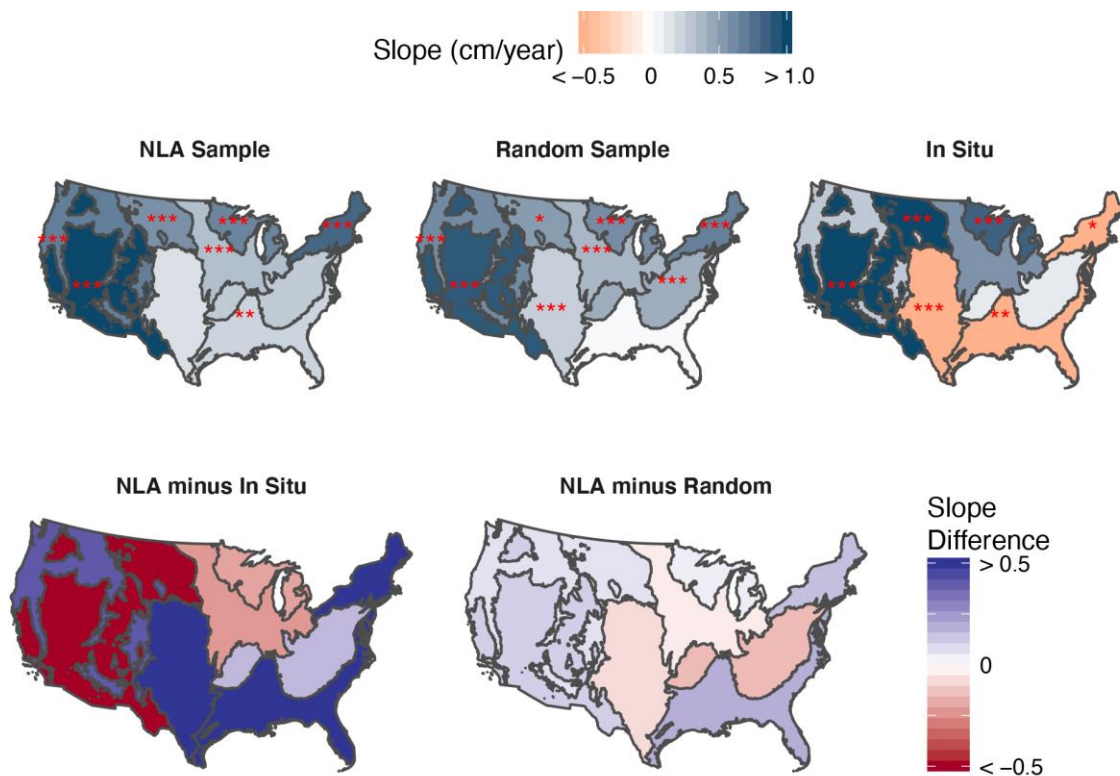 Slope (cm/year)
< −0.5 0 0.5 > 1.0
NLA Sample Random Sample In Situ
*** *** *** * *** *** *** *** *
*** *** *** *** ***
*** ** *** *** *** *** **
NLA minus In Situ NLA minus Random
Slope
Difference
> 0.5
0
< −0.5